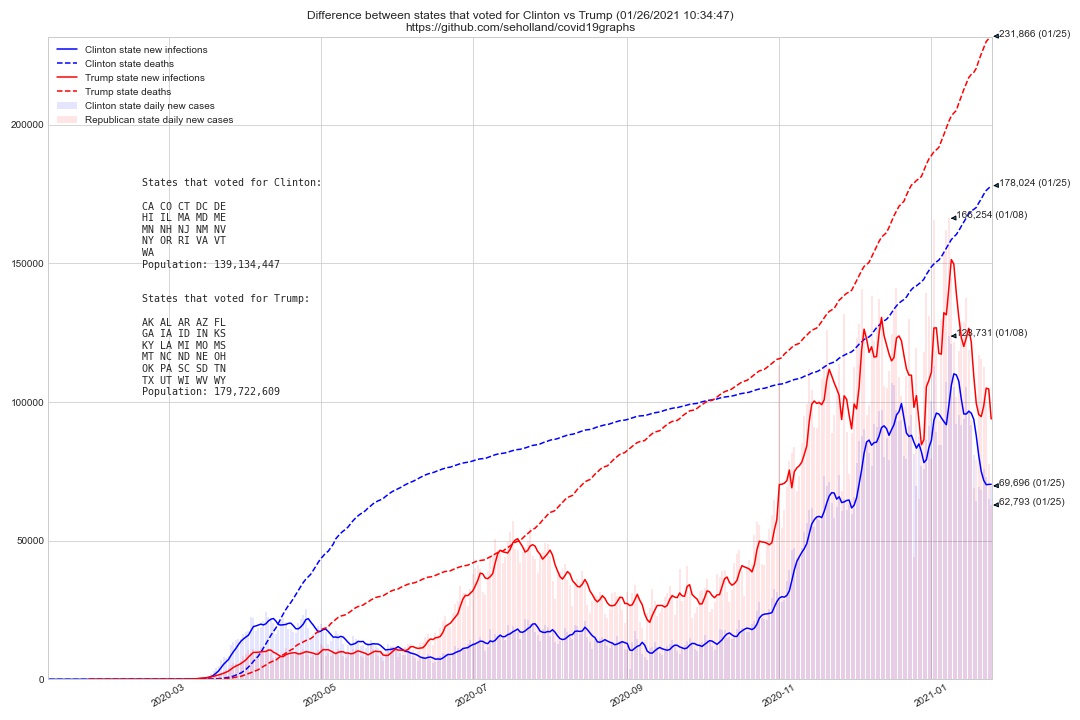 Difference between states that voted for Clinton vs Trump (01/26/2021 10:34:47)
https://github.com/seholland/covid19graphs
Clinton state new infections
Clinton state deaths
Trump state new infections
Trump state deaths
Clinton state daily new cases
Republican state daily new cases
States that voted for Clinton:
CA CO CT DC DE
HI IL MA MD ME
MN NH NJ NM NV
NY OR RI VA VT
WA
Population: 139,134,447
States that voted for Trump:
AK AL AR AZ FL
GA IA ID IN KS
KY LA MI MO MS
MT NC ND NE OH
OK PA SC SD TN
TX UT WI WV WY
Population: 179,722,609
231,866 (01/25)
178,024 (01/25)
166,254 (01/08)
(01/08)
69,696 (01/25)
62,793 (01/25)
200000
150000
100000
50000
0
2020-03
2020-05
2020-07
2020-09
2020-11
2021-01